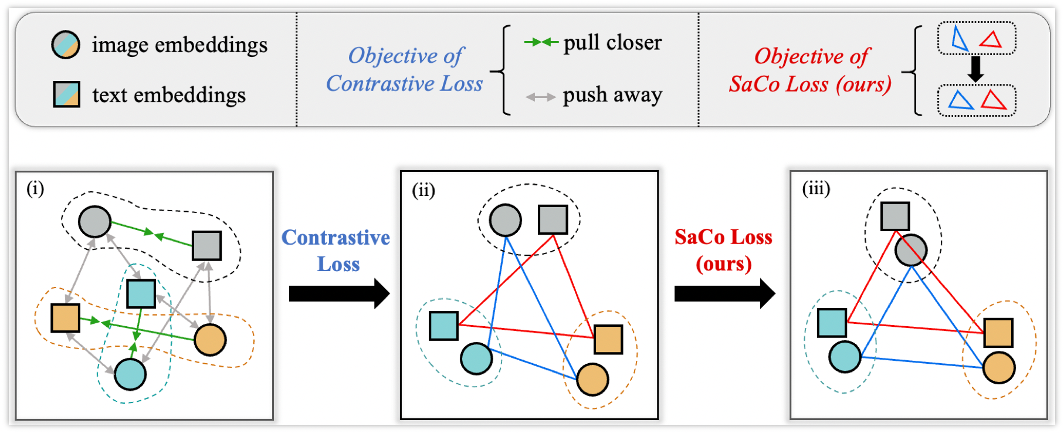 image embeddings
text embeddings
Objective of
Contrastive Loss
pull closer
push away
Objective of
SaCo Loss (ours)
(i)
Contrastive
Loss
(ii)
SaCo Loss
(ours)
(iii)